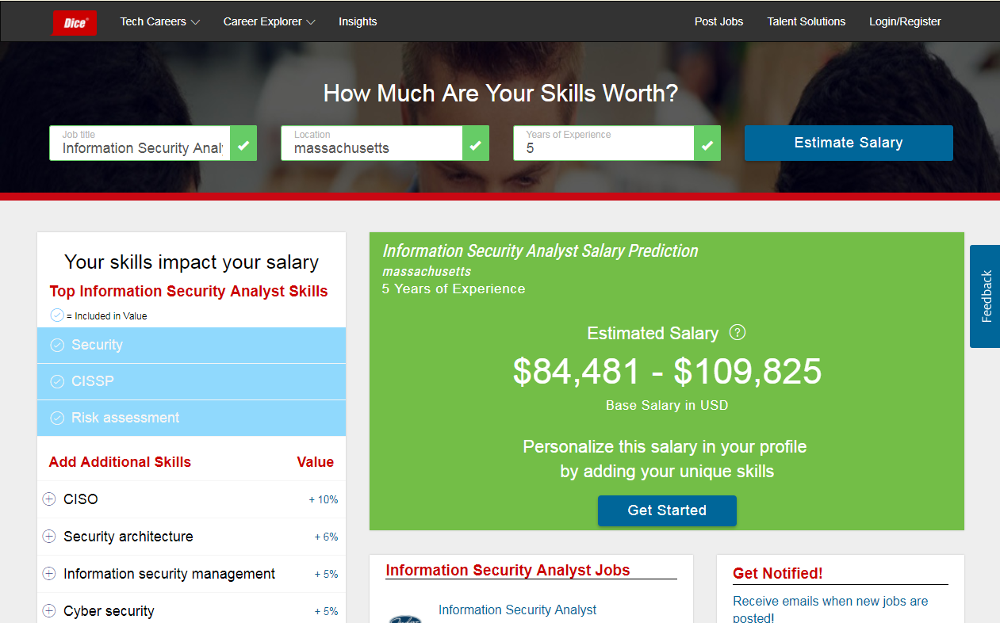 Dice
Tech Careers
Career Explorer
Insights
Post Jobs
Talent Solutions
Login/Register
How Much Are Your Skills Worth?
Job title
Information Security Anal
Location
massachusetts
Years of Experience
5
Estimate Salary
Your skills impact your salary
Top Information Security Analyst Skills
= Included in Value
Security
CISSP
Risk assessment
Add Additional Skills
Value
CISO
+ 10%
Security architecture
+ 6%
Information security management
+ 5%
Cyber security
+ 5%
Information Security Analyst Salary Prediction
massachusetts
5 Years of Experience
Estimated Salary ?
$84,481 - $109,825
Base Salary in USD
Personalize this salary in your profile
by adding your unique skills
Get Started
Feedback
Information Security Analyst Jobs
Information Security Analyst
Get Notified!
Receive emails when new jobs are
posted!